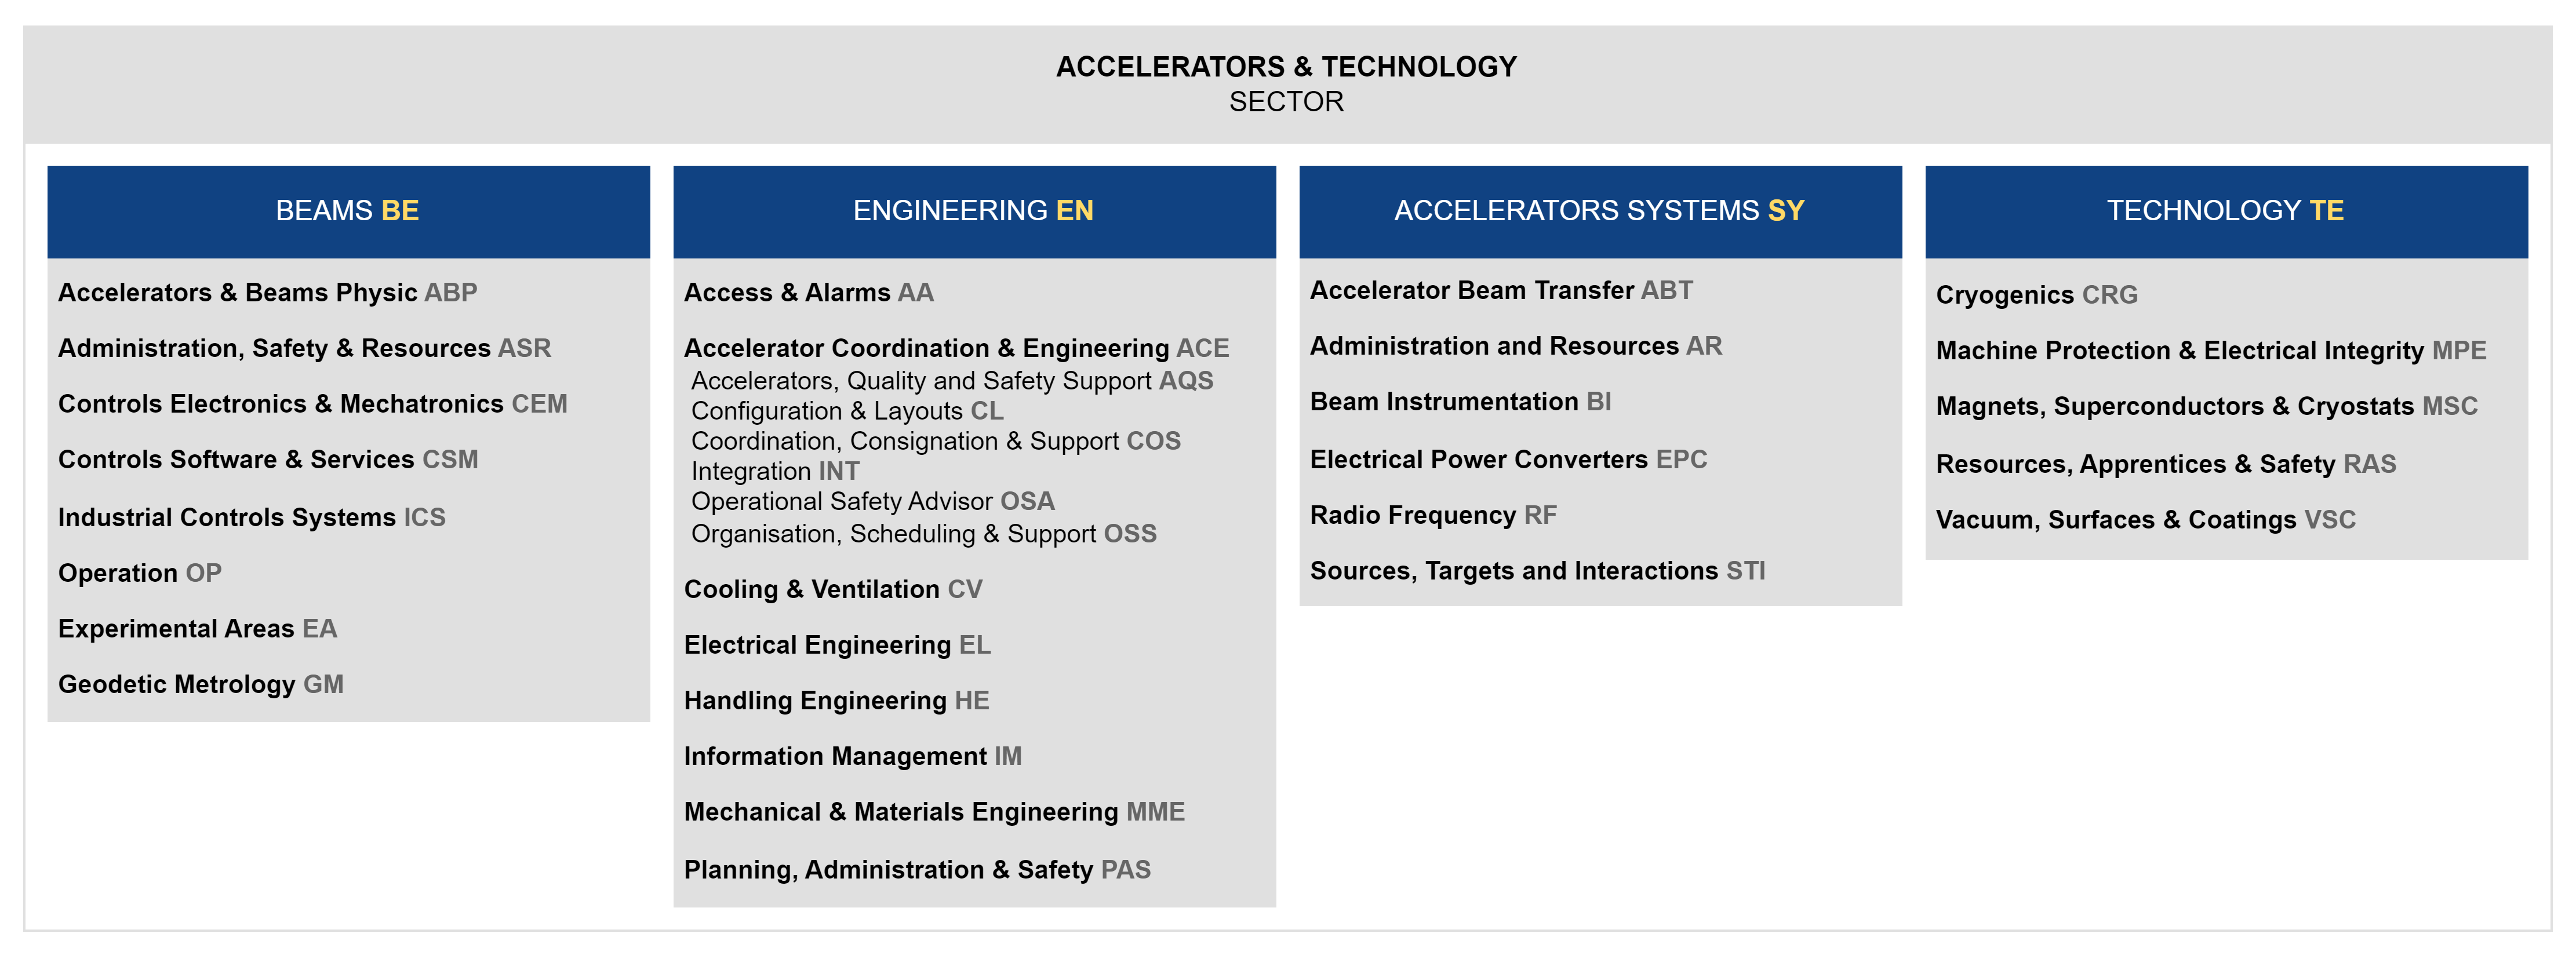 ACCELERATORS & TECHNOLOGY
SECTOR
BEAMS BE
Accelerators & Beams Physic ABP
Administration, Safety & Resources ASR
Controls Electronics & Mechatronics CEM
Controls Software & Services CSM
Industrial Controls Systems ICS
Operation OP
Experimental Areas EA
Geodetic Metrology GM
ENGINEERING EN
Access & Alarms AA
Accelerator Coordination & Engineering ACE
Accelerators, Quality and Safety Support AQS
Configuration & Layouts CL
Coordination, Consignation & Support COS
Integration INT
Operational Safety Advisor OSA
Organisation, Scheduling & Support OSS
Cooling & Ventilation CV
Electrical Engineering EL
Handling Engineering HE
Information Management IM
Mechanical & Materials Engineering MME
Planning, Administration & Safety PAS
ACCELERATORS SYSTEMS SY
Accelerator Beam Transfer ABT
Administration and Resources AR
Beam Instrumentation BI
Electrical Power Converters EPC
Radio Frequency RF
Sources, Targets and Interactions STI
TECHNOLOGY TE
Cryogenics CRG
Machine Protection & Electrical Integrity MPE
Magnets, Superconductors & Cryostats MSC
Resources, Apprentices & Safety RAS
Vacuum, Surfaces & Coatings VSC